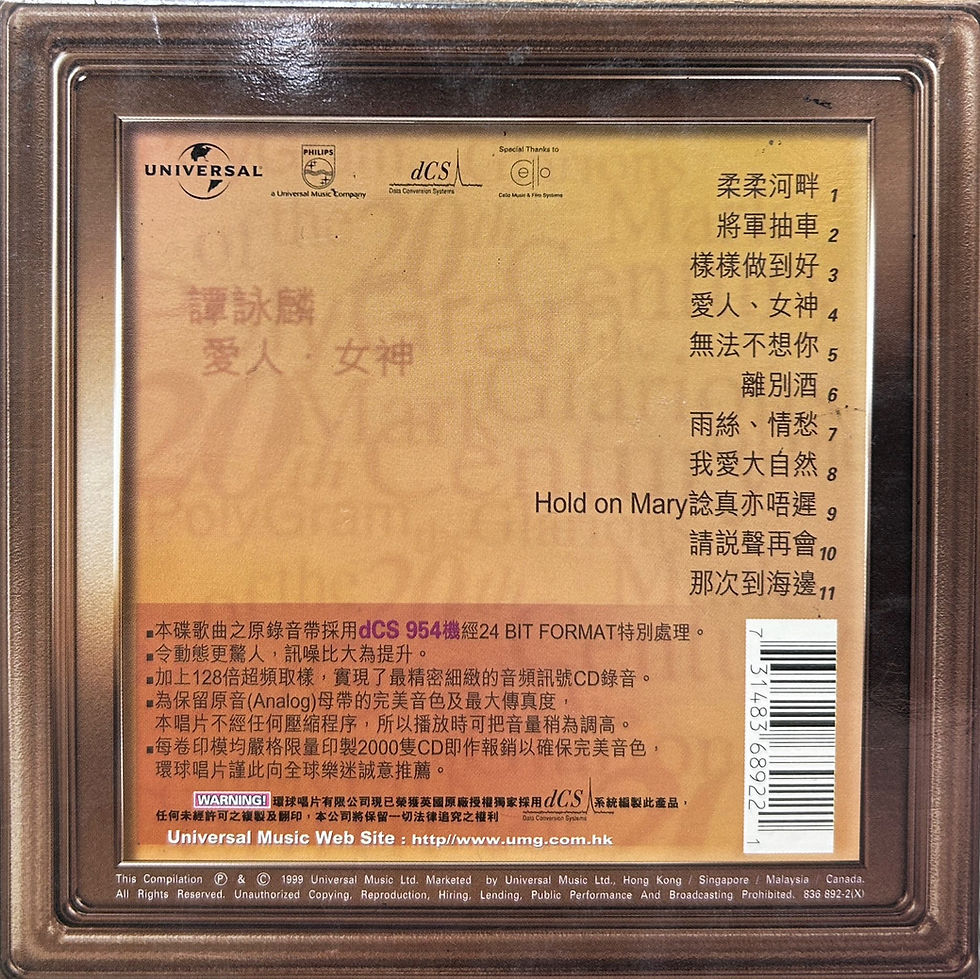 UNIVERSAL
PHILIPS
a Universal Music Company
dCS
Data Conversion Systems
Special Thanks to
Cello
Cello Music & Film Systems
柔柔河畔 1
將軍抽車 2
樣樣做到好 3
愛人、女神 4
無法不想你 5
離別酒 6
雨絲、情愁 7
我愛大自然 8
Hold on Mary諗真亦唔遲 9
請説聲再會 10
那次到海邊 11
譚詠麟
愛人．女神
■本碟歌曲之原錄音帶採用dCS 954機經24 BIT FORMAT特別處理。
■令動態更驚人，訊噪比大為提升。
■加上128倍超頻取樣，實現了最精密細緻的音頻訊號CD錄音。
■為保留原音(Analog)母帶的完美音色及最大傳真度，
本唱片不經任何壓縮程序，所以播放時可把音量稍為調高。
■每卷印模均嚴格限量印製2000隻CD即作報銷以確保完美音色，
環球唱片謹此向全球樂迷誠意推薦。
WARNING! 環球唱片有限公司現已榮獲英國原廠授權獨家採用dCS系統編製此產品，
Data Conversion Systems
任何未經許可之複製及翻印，本公司將保留一切法律追究之權利
Universal Music Web Site : http//www.umg.com.hk
7 31483 68922 1
This Compilation Ⓟ & Ⓒ 1999 Universal Music Ltd. Marketed by Universal Music Ltd., Hong Kong / Singapore / Malaysia / Canada.
All Rights Reserved. Unauthorized Copying, Reproduction, Hiring, Lending, Public Performance And Broadcasting Prohibited. 836 892-2(X)